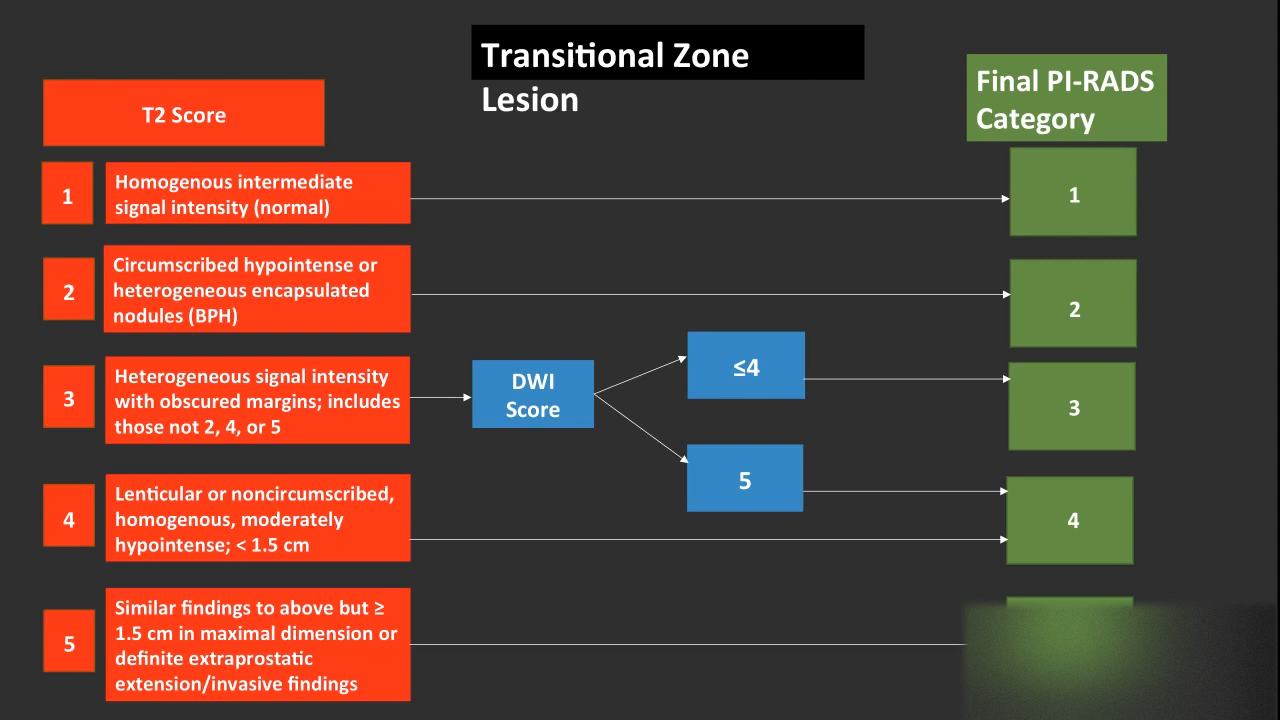 Transitional Zone
Lesion
Final PI-RADS
Category
T2 Score
1
Homogenous intermediate
signal intensity (normal)
1
2
Circumscribed hypointense or
heterogeneous encapsulated
nodules (BPH)
2
3
Heterogeneous signal intensity
with obscured margins; includes
those not 2, 4, or 5
DWI
Score
≤4
3
5
4
Lenticular or noncircumscribed,
homogenous, moderately
hypointense; < 1.5 cm
4
5
Similar findings to above but ≥
1.5 cm in maximal dimension or
definite extraprostatic
extension/invasive findings